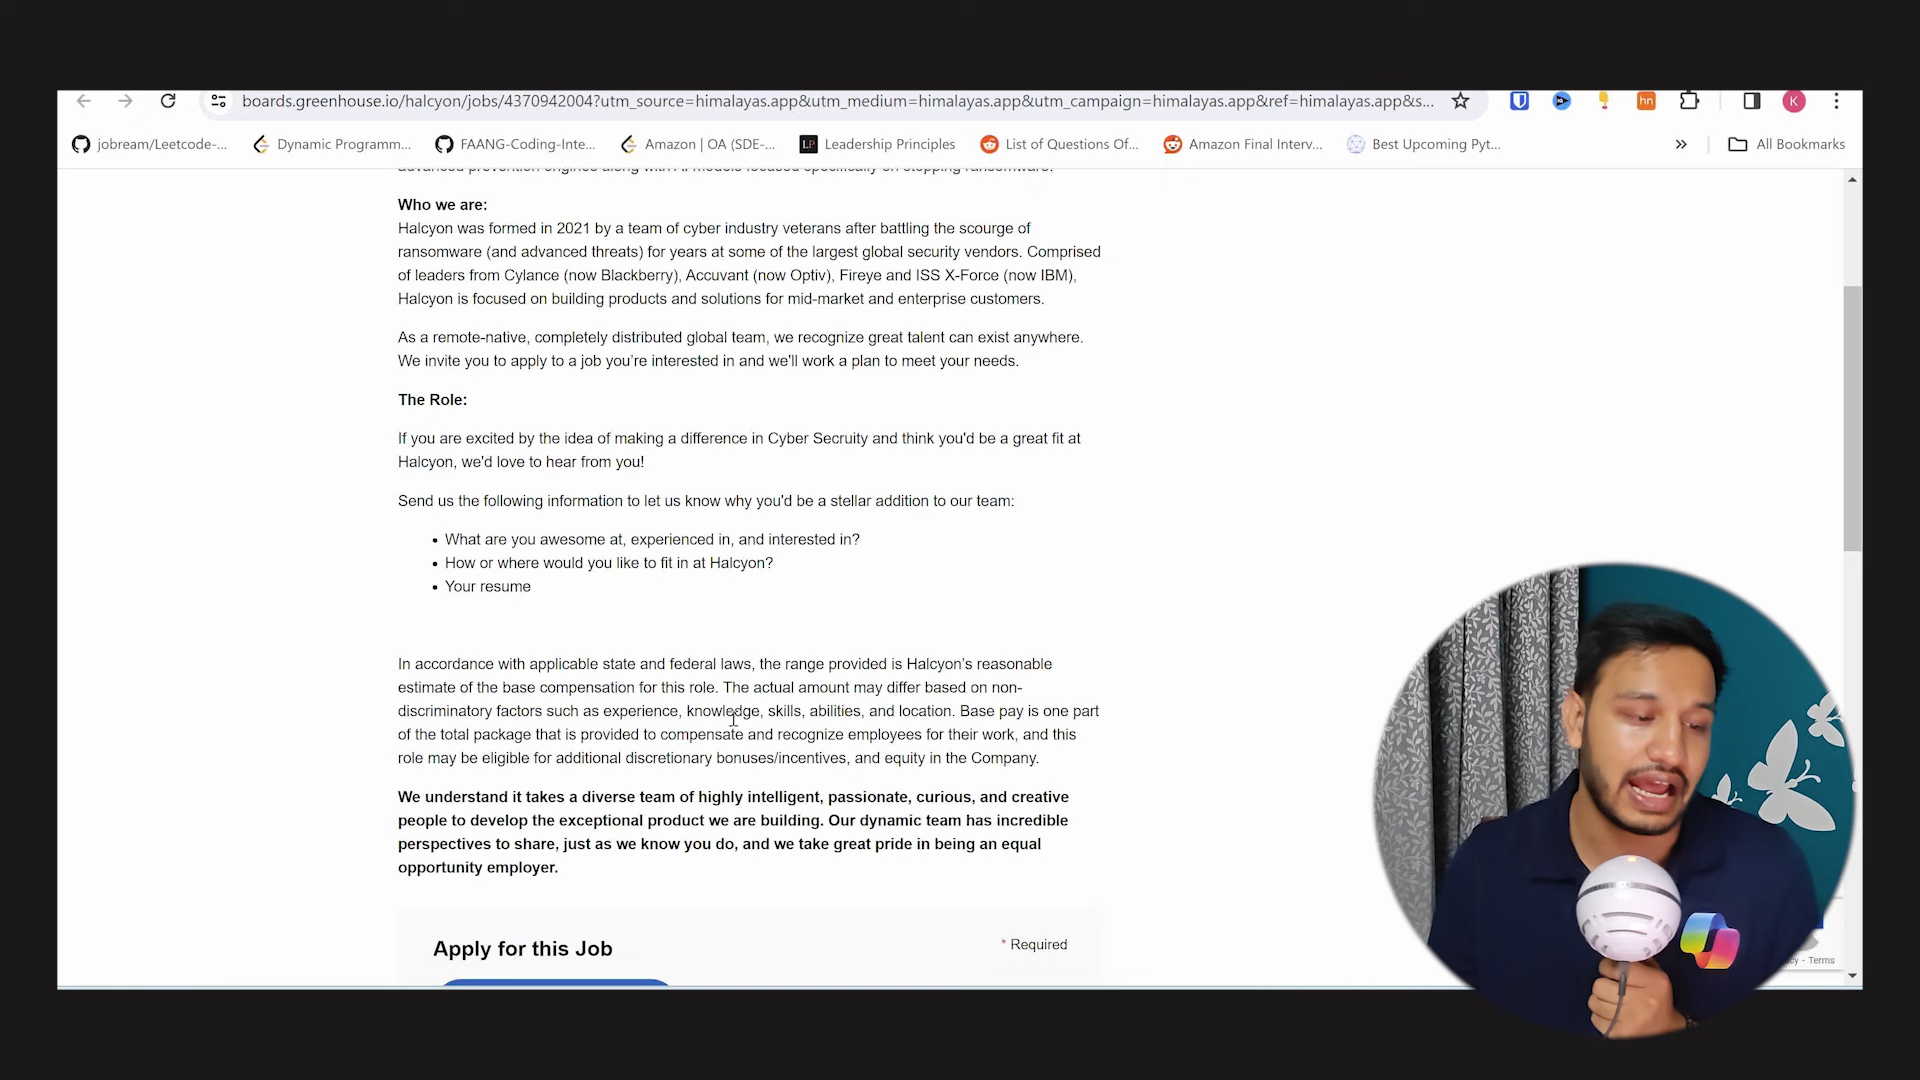 boards.greenhouse.io/halcyon/jobs/4370942004?utm_source=himalayas.app&utm_medium=himalayas.app&utm_campaign=himalayas.app&ref=himalayas.app&s...
hn
K
jobream/Leetcode-...
Dynamic Programm...
FAANG-Coding-Inte...
Amazon | OA (SDE-...
LP
Leadership Principles
List of Questions Of...
Amazon Final Interv...
Best Upcoming Pyt...
»
All Bookmarks
advanced prevention engines along with AI models focused specifically on stopping ransomware.
Who we are:
Halcyon was formed in 2021 by a team of cyber industry veterans after battling the scourge of
ransomware (and advanced threats) for years at some of the largest global security vendors. Comprised
of leaders from Cylance (now Blackberry), Accuvant (now Optiv), Fireye and ISS X-Force (now IBM),
Halcyon is focused on building products and solutions for mid-market and enterprise customers.
As a remote-native, completely distributed global team, we recognize great talent can exist anywhere.
We invite you to apply to a job you're interested in and we'll work a plan to meet your needs.
The Role:
If you are excited by the idea of making a difference in Cyber Secruity and think you'd be a great fit at
Halcyon, we'd love to hear from you!
Send us the following information to let us know why you'd be a stellar addition to our team:
• What are you awesome at, experienced in, and interested in?
• How or where would you like to fit in at Halcyon?
• Your resume
In accordance with applicable state and federal laws, the range provided is Halcyon's reasonable
estimate of the base compensation for this role. The actual amount may differ based on non-
discriminatory factors such as experience, knowledge, skills, abilities, and location. Base pay is one part
of the total package that is provided to compensate and recognize employees for their work, and this
role may be eligible for additional discretionary bonuses/incentives, and equity in the Company.
We understand it takes a diverse team of highly intelligent, passionate, curious, and creative
people to develop the exceptional product we are building. Our dynamic team has incredible
perspectives to share, just as we know you do, and we take great pride in being an equal
opportunity employer.
Apply for this Job
* Required
- Terms